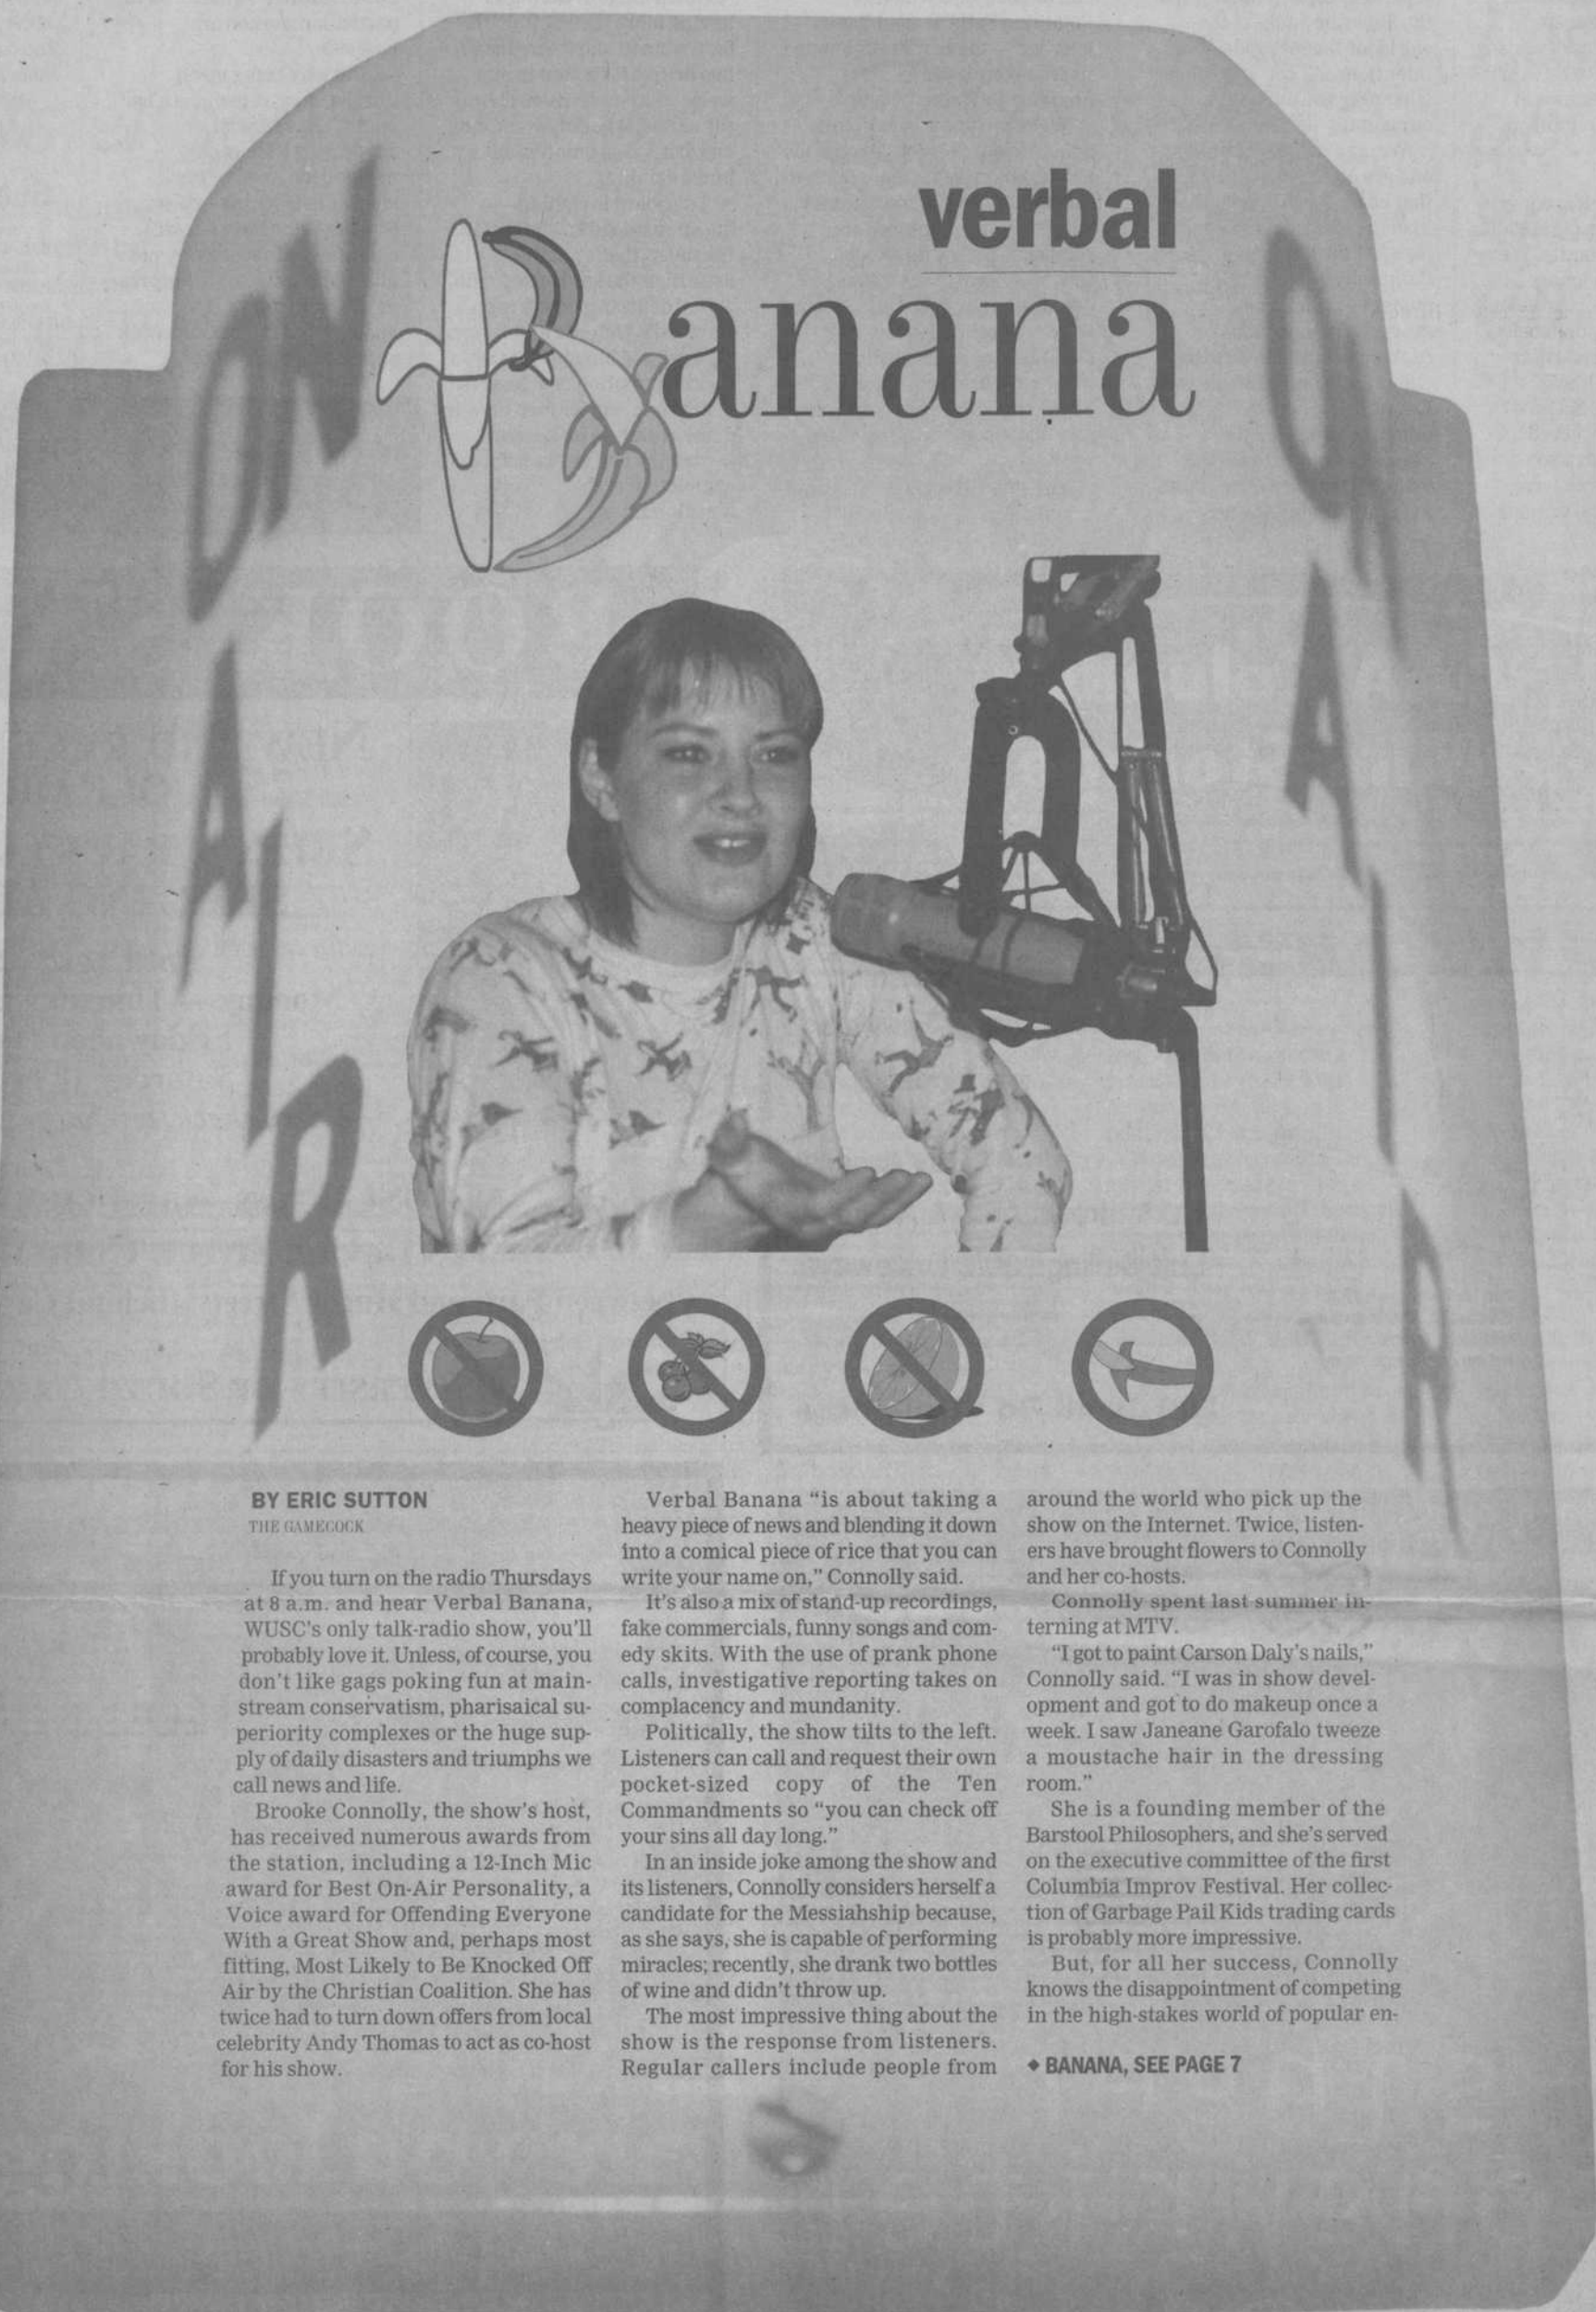 verbal
Banana
ON
AIR
ON
AIR
BY ERIC SUTTON
THE GAMECOCK
If you turn on the radio Thursdays
at 8 a.m. and hear Verbal Banana,
WUSC's only talk-radio show, you'll
probably love it. Unless, of course, you
don't like gags poking fun at main-
stream conservatism, pharisaical su-
periority complexes or the huge sup-
ply of daily disasters and triumphs we
call news and life.
Brooke Connolly, the show's host,
has received numerous awards from
the station, including a 12-Inch Mic
award for Best On-Air Personality, a
Voice award for Offending Everyone
With a Great Show and, perhaps most
fitting, Most Likely to Be Knocked Off
Air by the Christian Coalition. She has
twice had to turn down offers from local
celebrity Andy Thomas to act as co-host
for his show.
Verbal Banana "is about taking a
heavy piece of news and blending it down
into a comical piece of rice that you can
write your name on," Connolly said.
It's also a mix of stand-up recordings,
fake commercials, funny songs and com-
edy skits. With the use of prank phone
calls, investigative reporting takes on
complacency and mundanity.
Politically, the show tilts to the left.
Listeners can call and request their own
pocket-sized copy of the Ten
Commandments so "you can check off
your sins all day long."
In an inside joke among the show and
its listeners, Connolly considers herself a
candidate for the Messiahship because,
as she says, she is capable of performing
miracles; recently, she drank two bottles
of wine and didn't throw up.
The most impressive thing about the
show is the response from listeners.
Regular callers include people from
around the world who pick up the
show on the Internet. Twice, listen-
ers have brought flowers to Connolly
and her co-hosts.
Connolly spent last summer in-
terning at MTV.
"I got to paint Carson Daly's nails,"
Connolly said. "I was in show devel-
opment and got to do makeup once a
week. I saw Janeane Garofalo tweeze
a moustache hair in the dressing
room."
She is a founding member of the
Barstool Philosophers, and she's served
on the executive committee of the first
Columbia Improv Festival. Her collec-
tion of Garbage Pail Kids trading cards
is probably more impressive.
But, for all her success, Connolly
knows the disappointment of competing
in the high-stakes world of popular en-
◆ BANANA, SEE PAGE 7